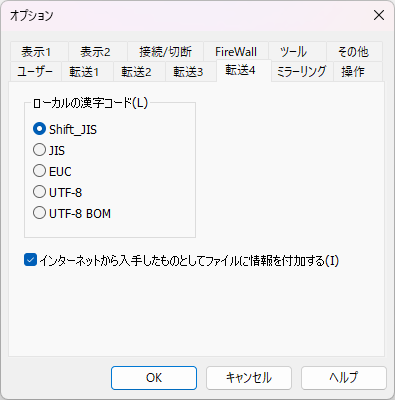 オプション
表示1 表示2 接続/切断 FireWall ツール その他
ユーザー 転送1 転送2 転送3 転送4 ミラーリング 操作
ローカルの漢字コード(L)
Shift_JIS
JIS
EUC
UTF-8
UTF-8 BOM
インターネットから入手したものとしてファイルに情報を付加する(I)
OK キャンセル ヘルプ